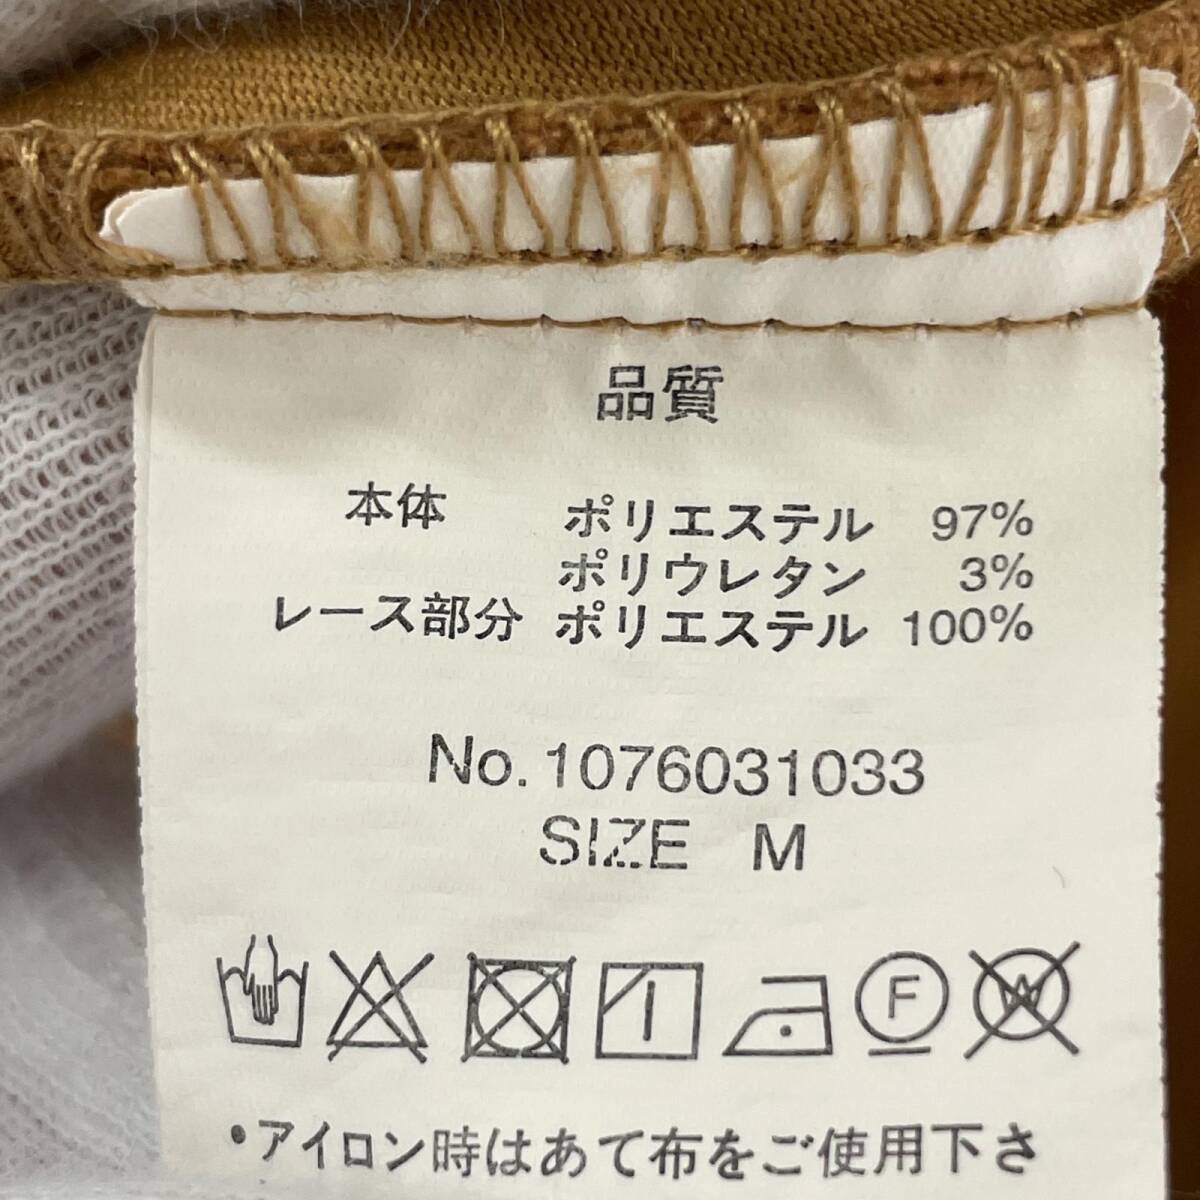 品質
本体 ポリエステル 97%
ポリウレタン 3%
レース部分 ポリエステル 100%
No.1076031033
SIZE M
F W
•アイロン時はあて布をご使用下さ